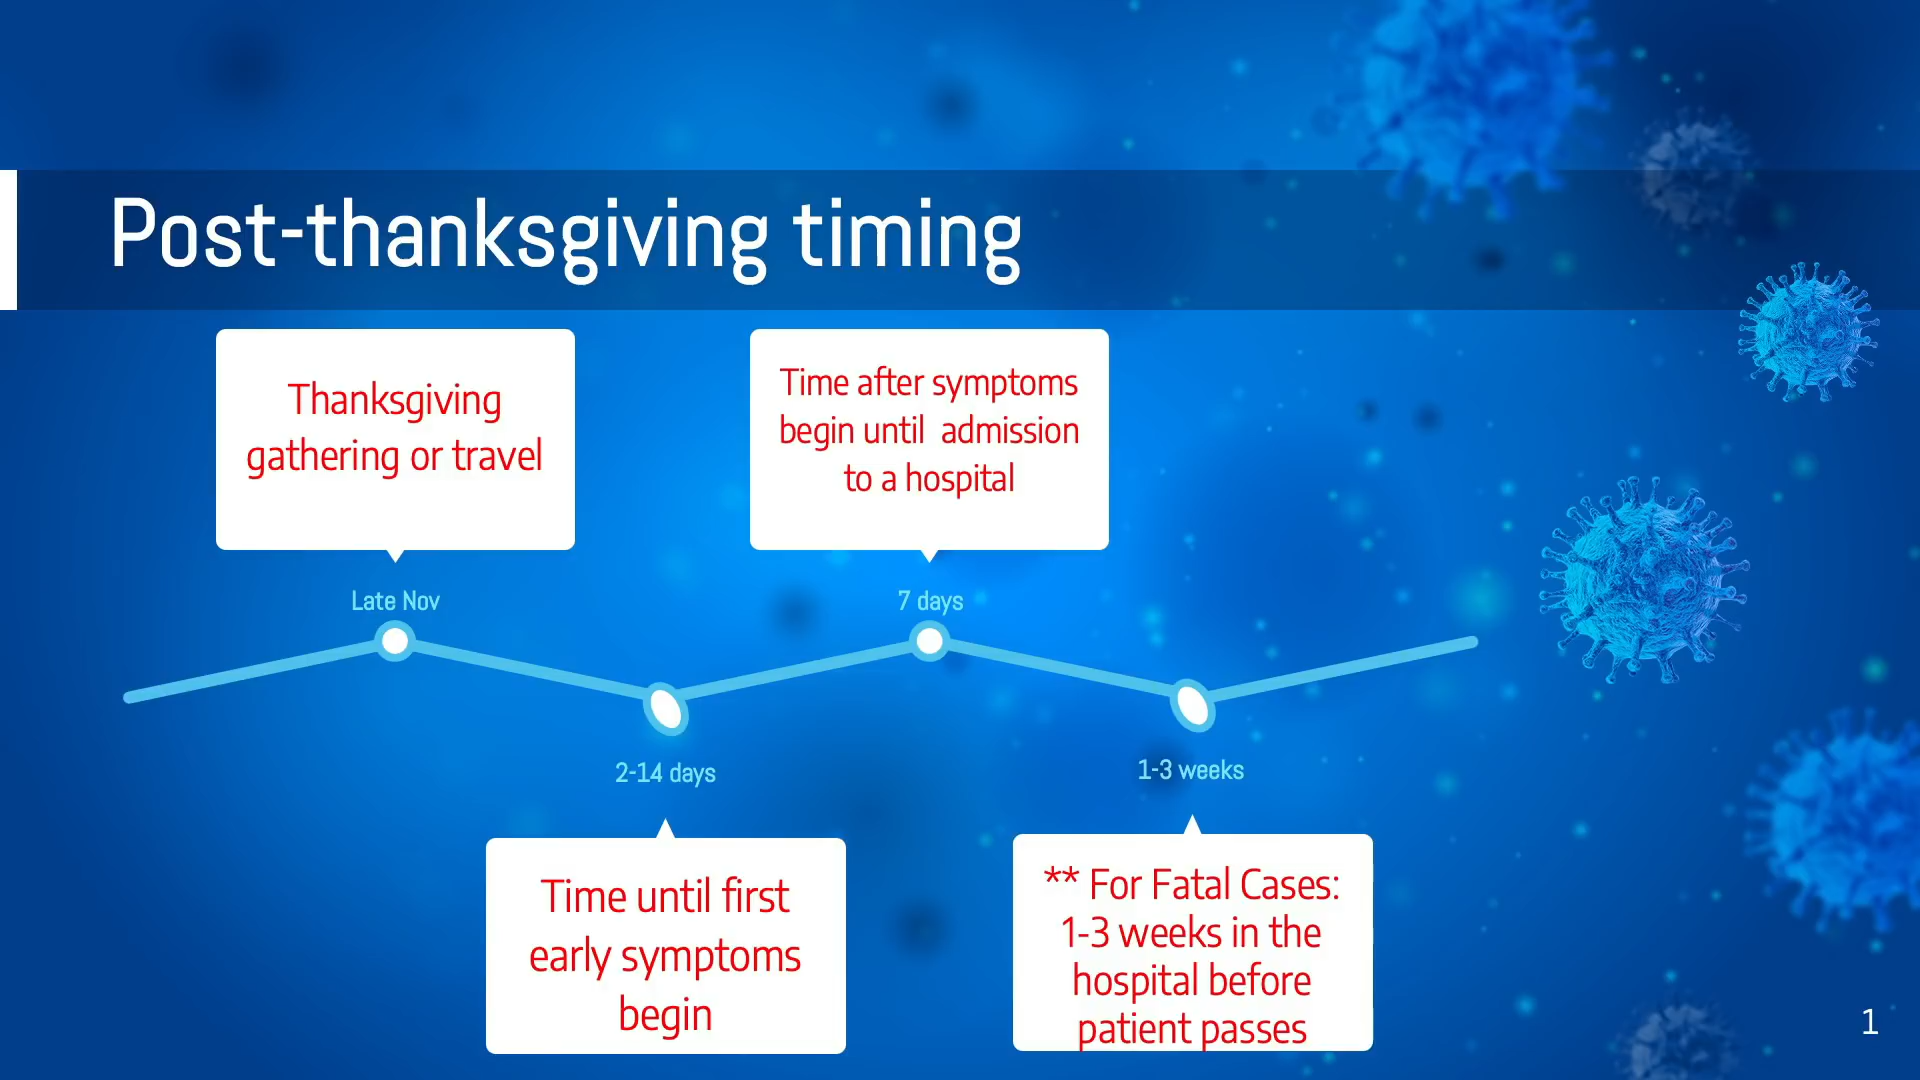 Post-thanksgiving timing
Thanksgiving
gathering or travel
Late Nov
2-14 days
Time until first
early symptoms
begin
Time after symptoms
begin until  admission
to a hospital
7 days
1-3 weeks
** For Fatal Cases:
1-3 weeks in the
hospital before
patient passes
1